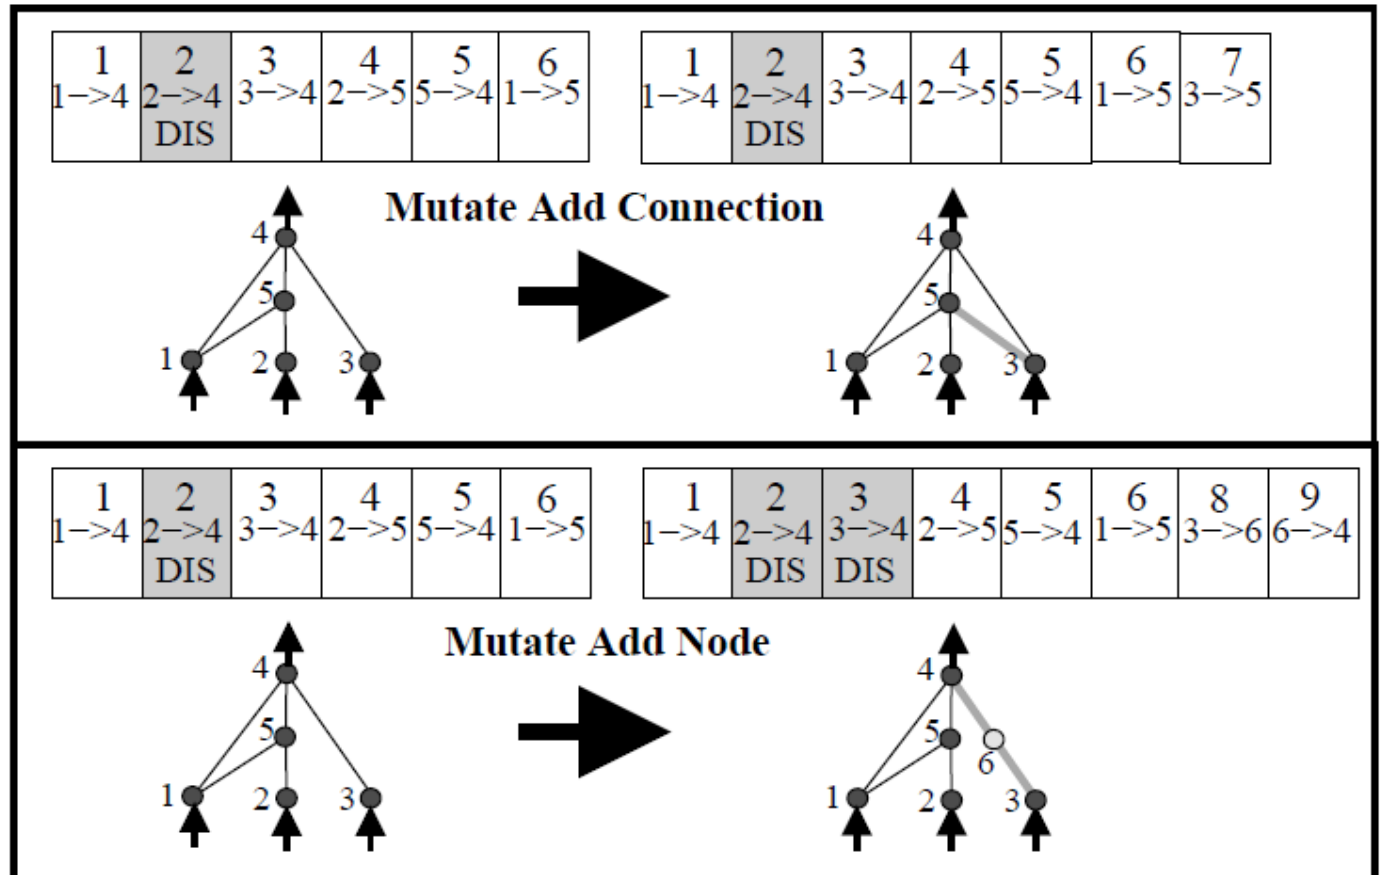 1 2 3 4 5 6
1->4 2->4 3->4 2->5 5->4 1->5
DIS
1 2 3 4 5 6 7
1->4 2->4 3->4 2->5 5->4 1->5 3->5
DIS
Mutate Add Connection
4
5
1 2 3
4
5
1 2 3
1 2 3 4 5 6
1->4 2->4 3->4 2->5 5->4 1->5
DIS
1 2 3 4 5 6 8 9
1->4 2->4 3->4 2->5 5->4 1->5 3->6 6->4
DIS DIS
Mutate Add Node
4
5
1 2 3
4
5 6
1 2 3